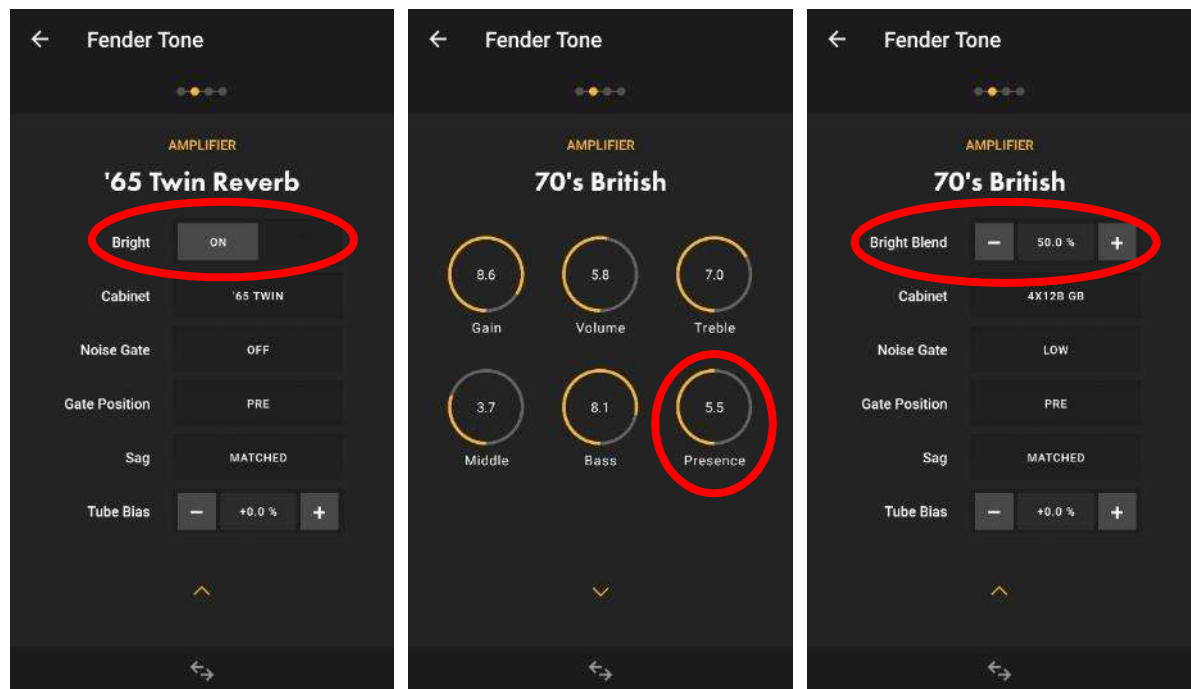 Fender Tone
AMPLIFIER
'65 Twin Reverb
Bright ON
Cabinet '65 TWIN
Noise Gate OFF
Gate Position PRE
Sag MATCHED
Tube Bias − +0.0 % +
Fender Tone
AMPLIFIER
70's British
8.6 5.8 7.0
Gain Volume Treble
3.7 8.1 5.5
Middle Bass Presence
Fender Tone
AMPLIFIER
70's British
Bright Blend − 50.0 % +
Cabinet 4X12B GB
Noise Gate LOW
Gate Position PRE
Sag MATCHED
Tube Bias − +0.0 % +